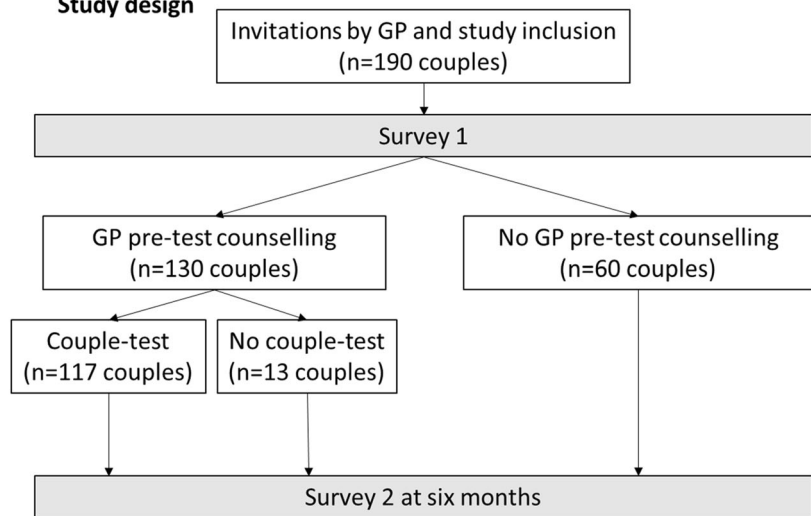 Study design
Invitations by GP and study inclusion
(n=190 couples)
Survey 1
GP pre-test counselling
(n=130 couples)
No GP pre-test counselling
(n=60 couples)
Couple-test
(n=117 couples)
No couple-test
(n=13 couples)
Survey 2 at six months